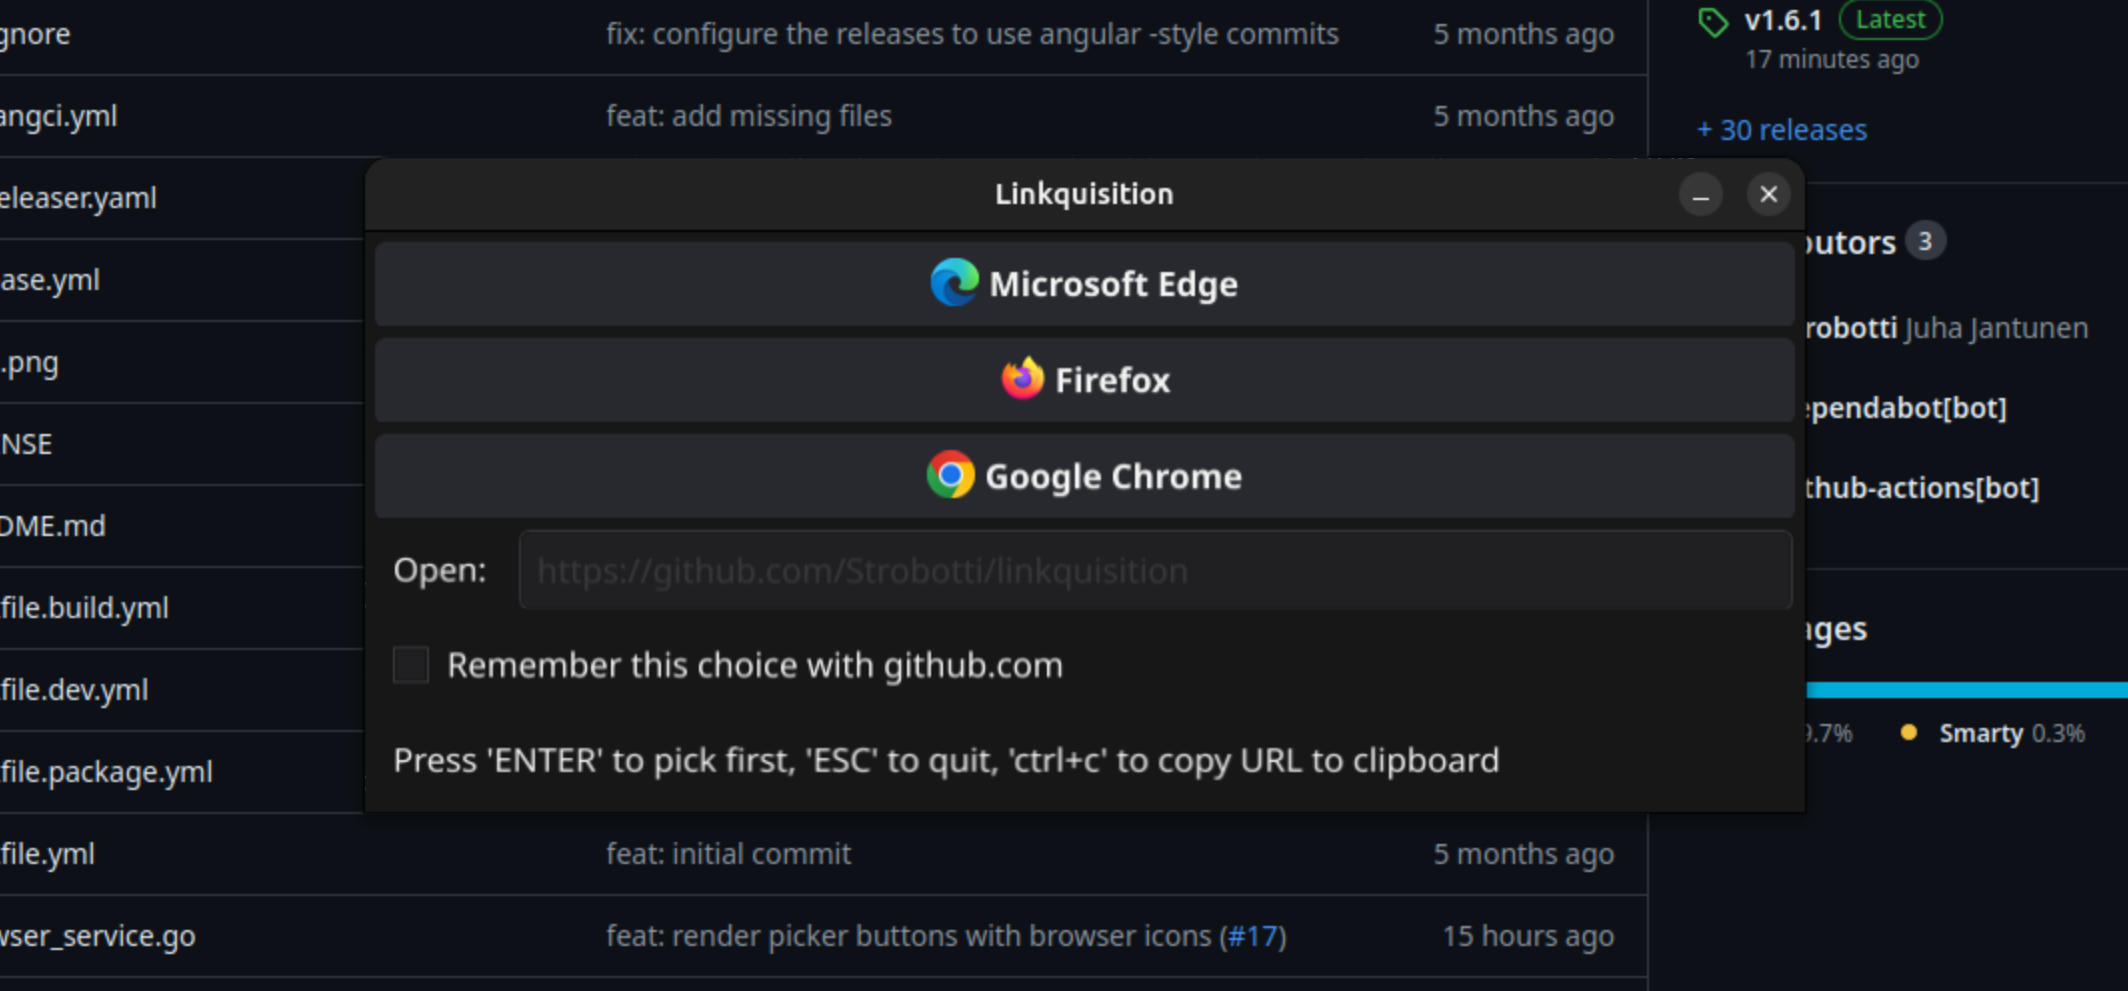 gnore fix: configure the releases to use angular -style commits 5 months ago
angci.yml feat: add missing files 5 months ago
eleaser.yaml
ase.yml
.png
NSE
DME.md
file.build.yml
file.dev.yml
file.package.yml
file.yml feat: initial commit 5 months ago
wser_service.go feat: render picker buttons with browser icons (#17) 15 hours ago
Linkquisition
Microsoft Edge
Firefox
Google Chrome
Open: https://github.com/Strobotti/linkquisition
Remember this choice with github.com
Press 'ENTER' to pick first, 'ESC' to quit, 'ctrl+c' to copy URL to clipboard
v1.6.1 Latest
17 minutes ago
+ 30 releases
butors 3
robotti Juha Jantunen
ependabot[bot]
thub-actions[bot]
ages
9.7% Smarty 0.3%